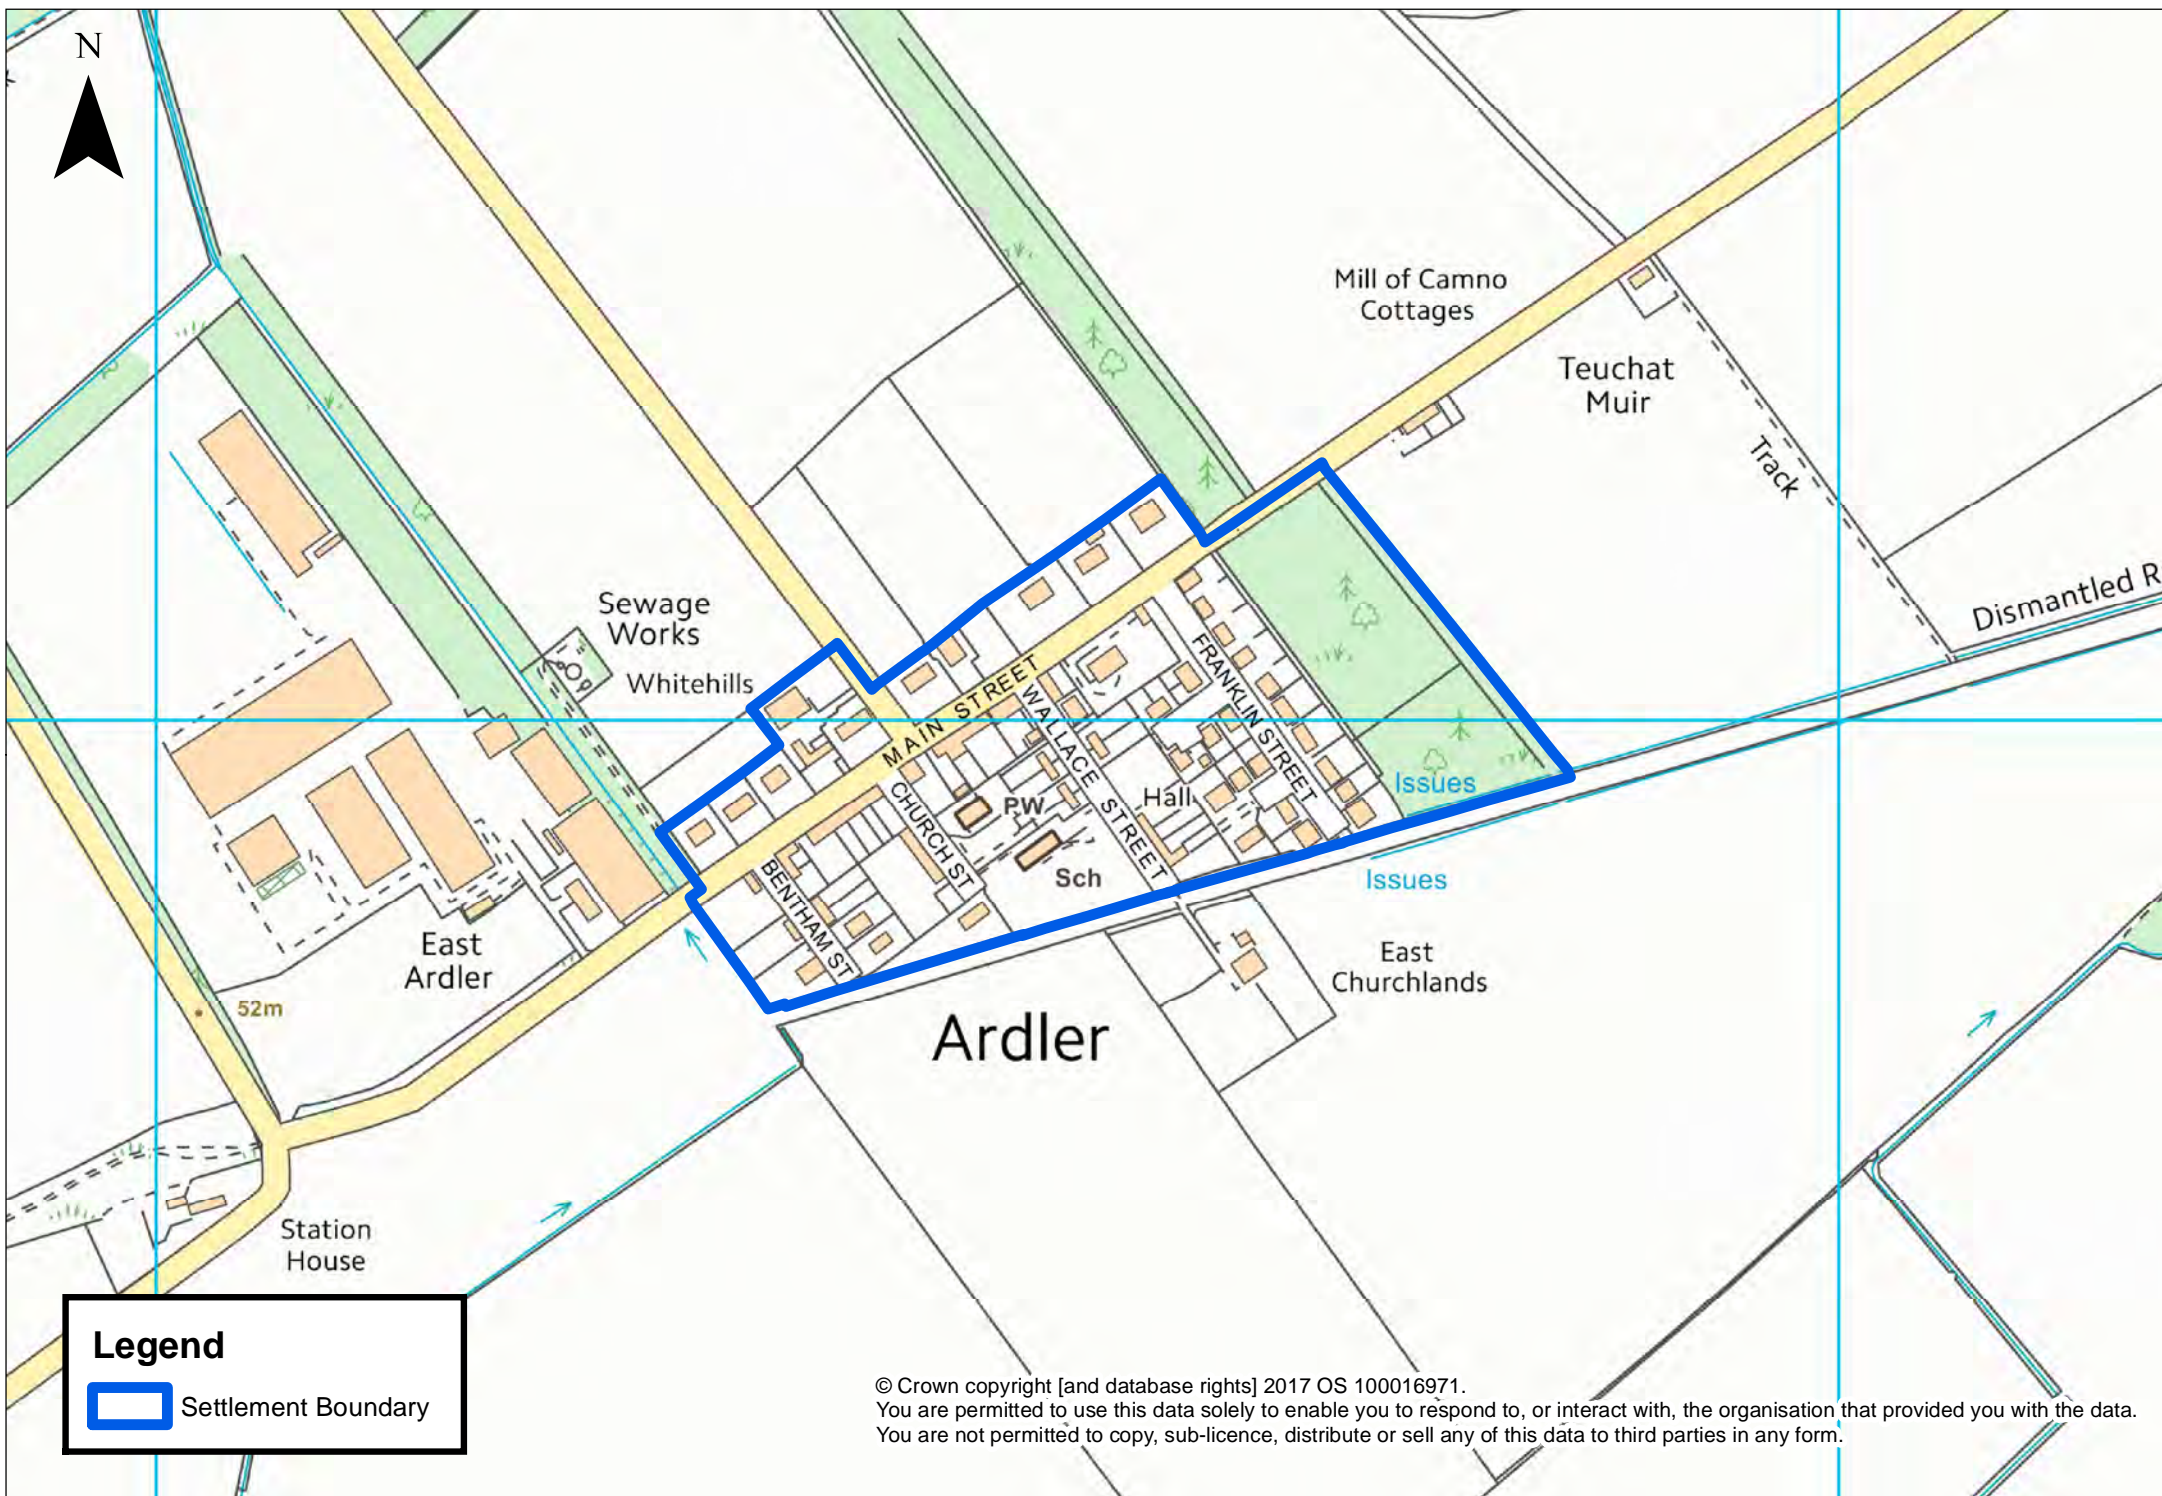 N
Mill of Camno
Cottages
Teuchat
Muir
Track
Dismantled R
Sewage
Works
Whitehills
MAIN STREET
FRANKLIN STREET
WALLACE STREET
CHURCH ST
BENTHAM ST
PW
Hall
Sch
Issues
Issues
East
Ardler
52m
East
Churchlands
Ardler
Station
House
Legend
Settlement Boundary
© Crown copyright [and database rights] 2017 OS 100016971.
You are permitted to use this data solely to enable you to respond to, or interact with, the organisation that provided you with the data.
You are not permitted to copy, sub-licence, distribute or sell any of this data to third parties in any form.